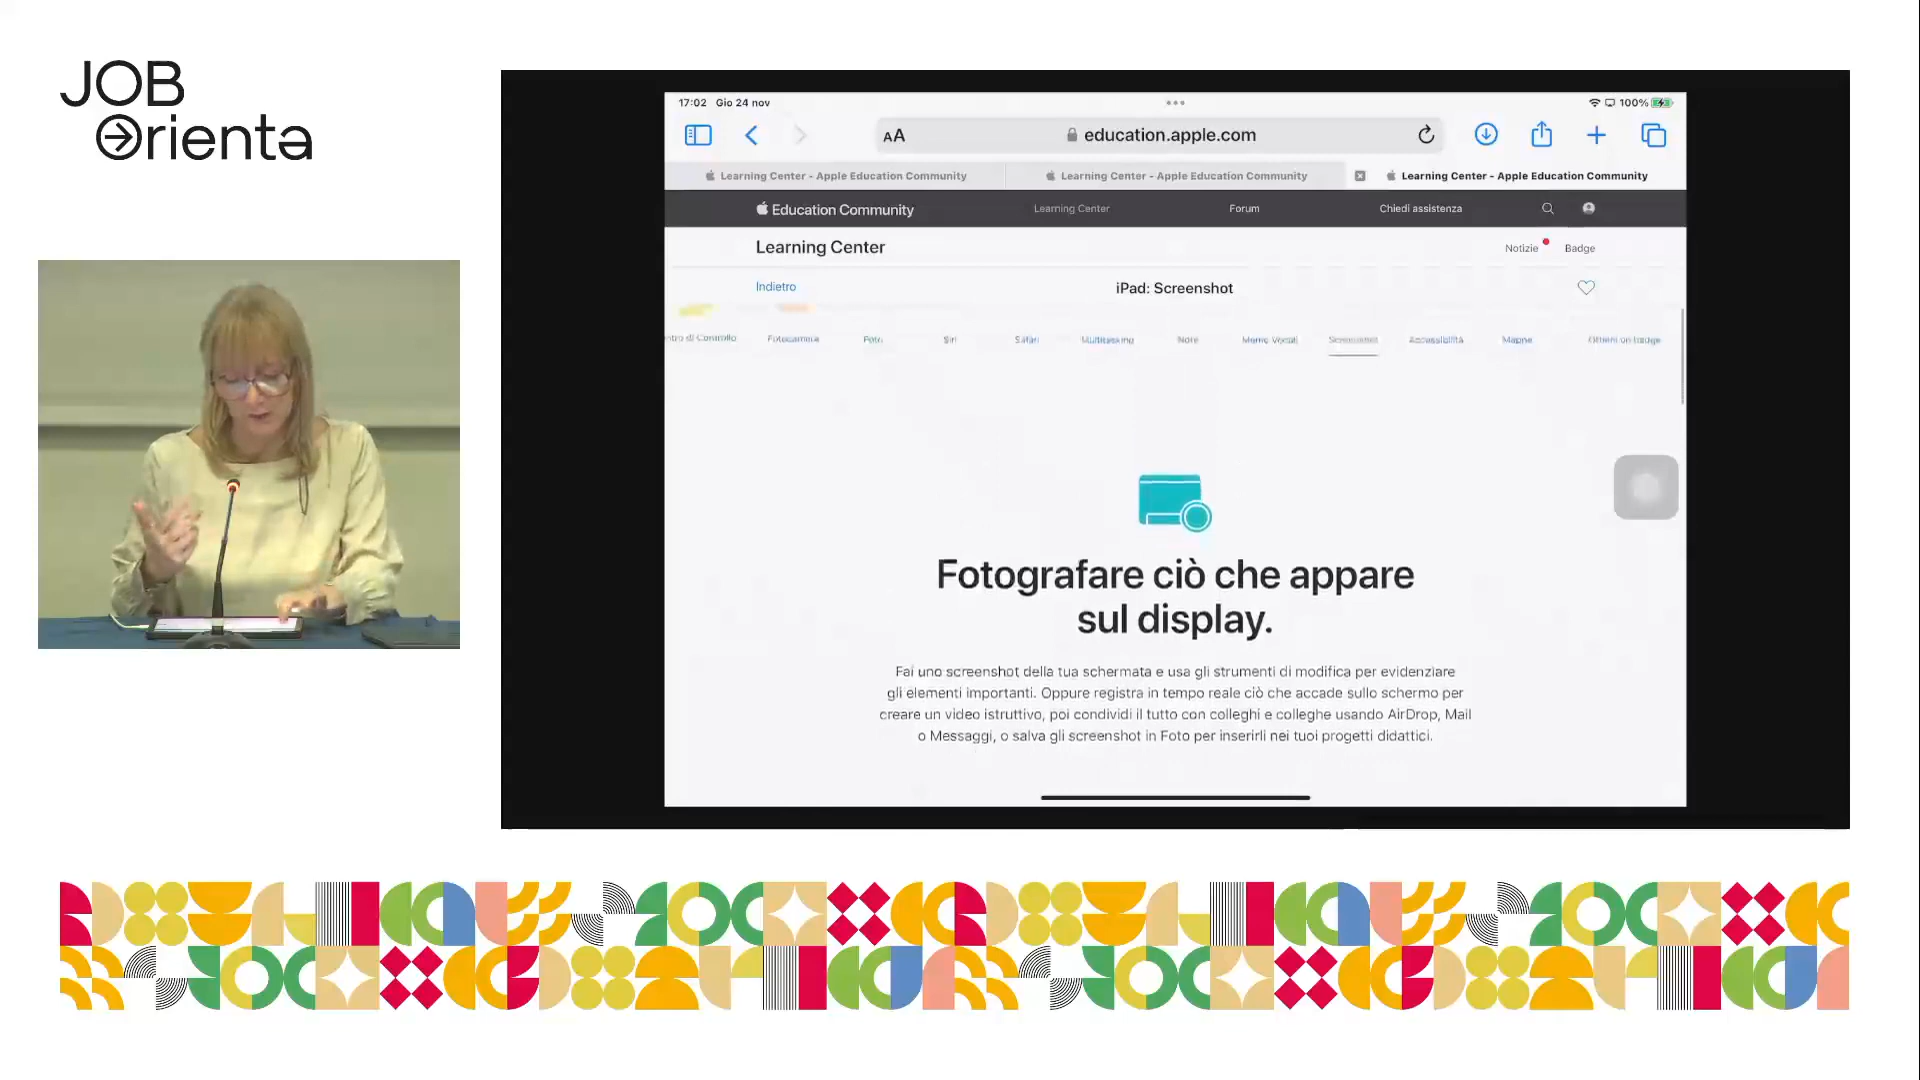 JOB
Orienta
17:02 Gio 24 nov
100%
AA
education.apple.com
Learning Center - Apple Education Community
Learning Center - Apple Education Community
Learning Center - Apple Education Community
Education Community
Learning Center
Forum
Chiedi assistenza
Learning Center
Notizie
Badge
Indietro
iPad: Screenshot
Fotocamera
Foto
Siri
Safari
Multitasking
Note
Memo Vocali
Screenshot
Accessibilità
Mappe
Ottieni un badge
Fotografare ciò che appare
sul display.
Fai uno screenshot della tua schermata e usa gli strumenti di modifica per evidenziare
gli elementi importanti. Oppure registra in tempo reale ciò che accade sullo schermo per
creare un video istruttivo, poi condividi il tutto con colleghi e colleghe usando AirDrop, Mail
o Messaggi, o salva gli screenshot in Foto per inserirli nei tuoi progetti didattici.